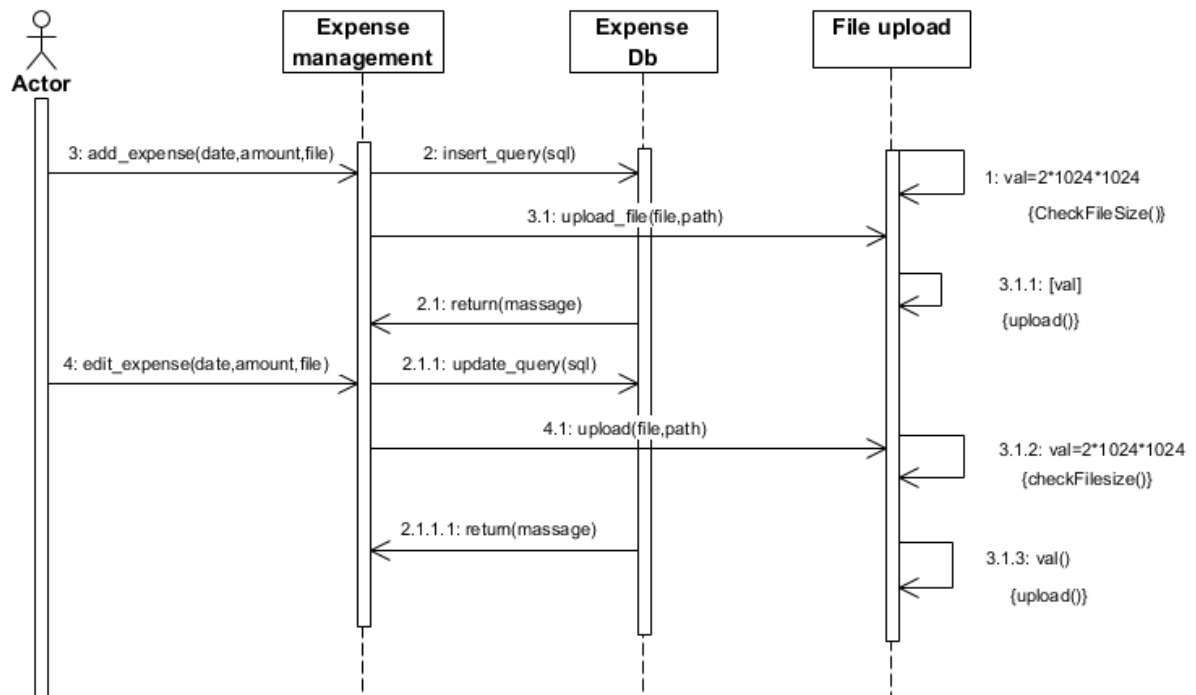 Actor
Expense
management
Expense
Db
File upload
3: add_expense(date,amount,file)
2: insert_query(sql)
1: val=2*1024*1024
{CheckFileSize()}
3.1: upload_file(file,path)
3.1.1: [val]
{upload()}
2.1: return(massage)
4: edit_expense(date,amount,file)
2.1.1: update_query(sql)
4.1: upload(file,path)
3.1.2: val=2*1024*1024
{checkFilesize()}
2.1.1.1: return(massage)
3.1.3: val()
{upload()}